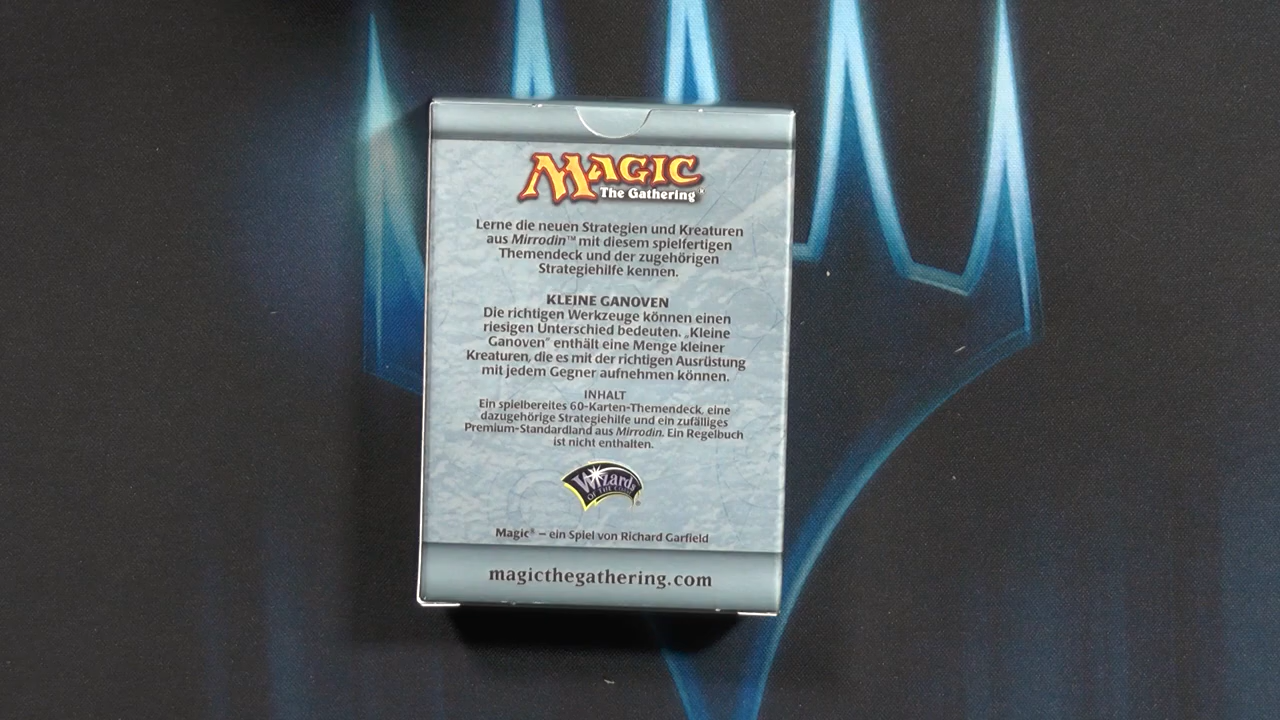 MAGIC
The Gathering®
Lerne die neuen Strategien und Kreaturen
aus Mirrodin™ mit diesem spielfertigen
Themendeck und der zugehörigen
Strategiehilfe kennen.
KLEINE GANOVEN
Die richtigen Werkzeuge können einen
riesigen Unterschied bedeuten. „Kleine
Ganoven" enthält eine Menge kleiner
Kreaturen, die es mit der richtigen Ausrüstung
mit jedem Gegner aufnehmen können.
INHALT
Ein spielbereites 60-Karten-Themendeck, eine
dazugehörige Strategiehilfe und ein zufälliges
Premium-Standardland aus Mirrodin. Ein Regelbuch
ist nicht enthalten.
Wizards
OF THE COAST
®
Magic® – ein Spiel von Richard Garfield
magicthegathering.com